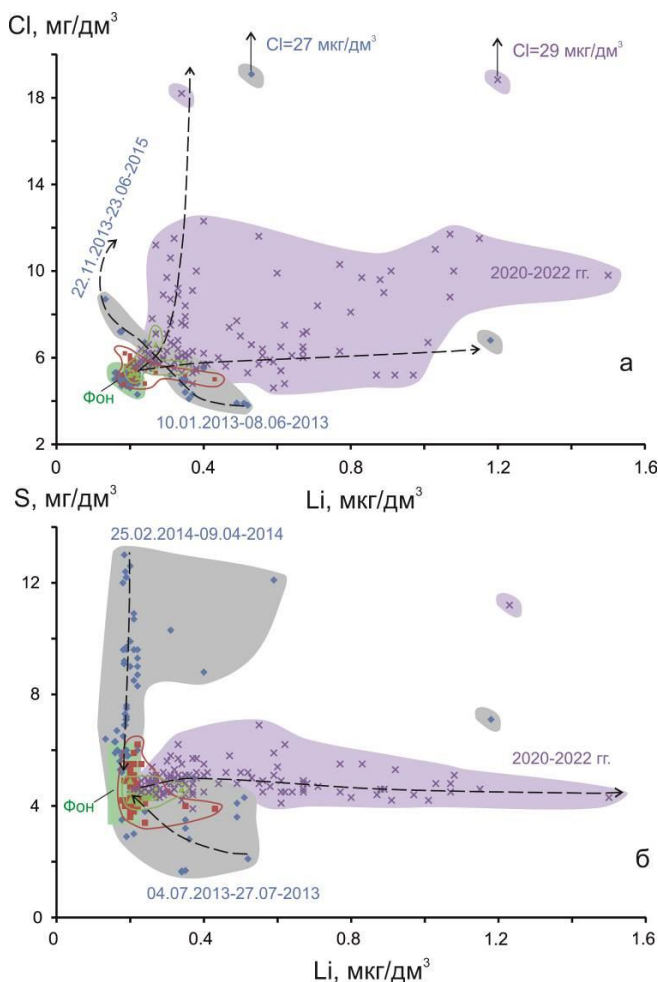 Cl, мг/дм³
Cl=27 мкг/дм³
Cl=29 мкг/дм³
18
22.11.2013-23.06-2015
14
10
2020-2022 гг.
6
а
Фон
10.01.2013-08.06-2013
2
0
0.4
0.8
1.2
1.6
S, мг/дм³
Li, мкг/дм³
25.02.2014-09.04-2014
12
8
2020-2022 гг.
Фон
4
б
04.07.2013-27.07-2013
0
0
0.4
0.8
1.2
1.6
Li, мкг/дм³